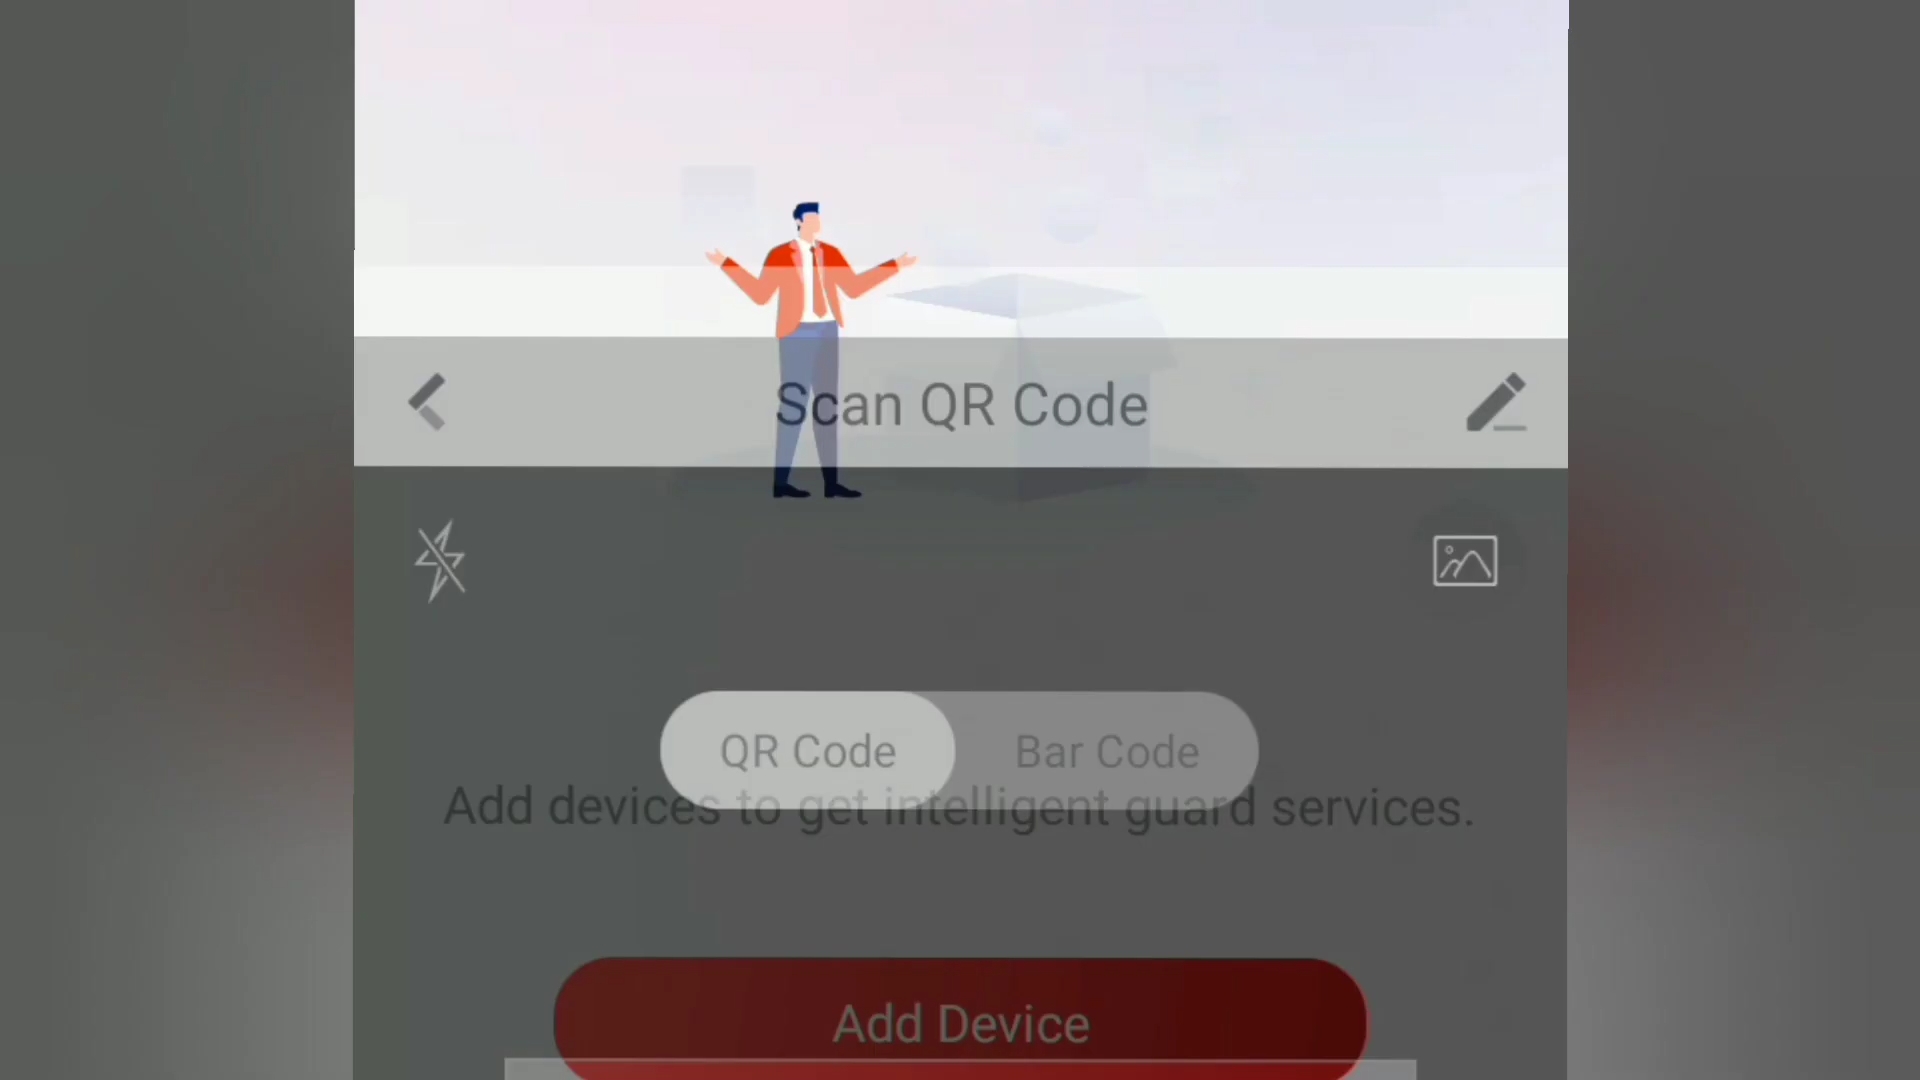 Scan QR Code
QR Code
Bar Code
Add devices to get intelligent guard services.
Add Device